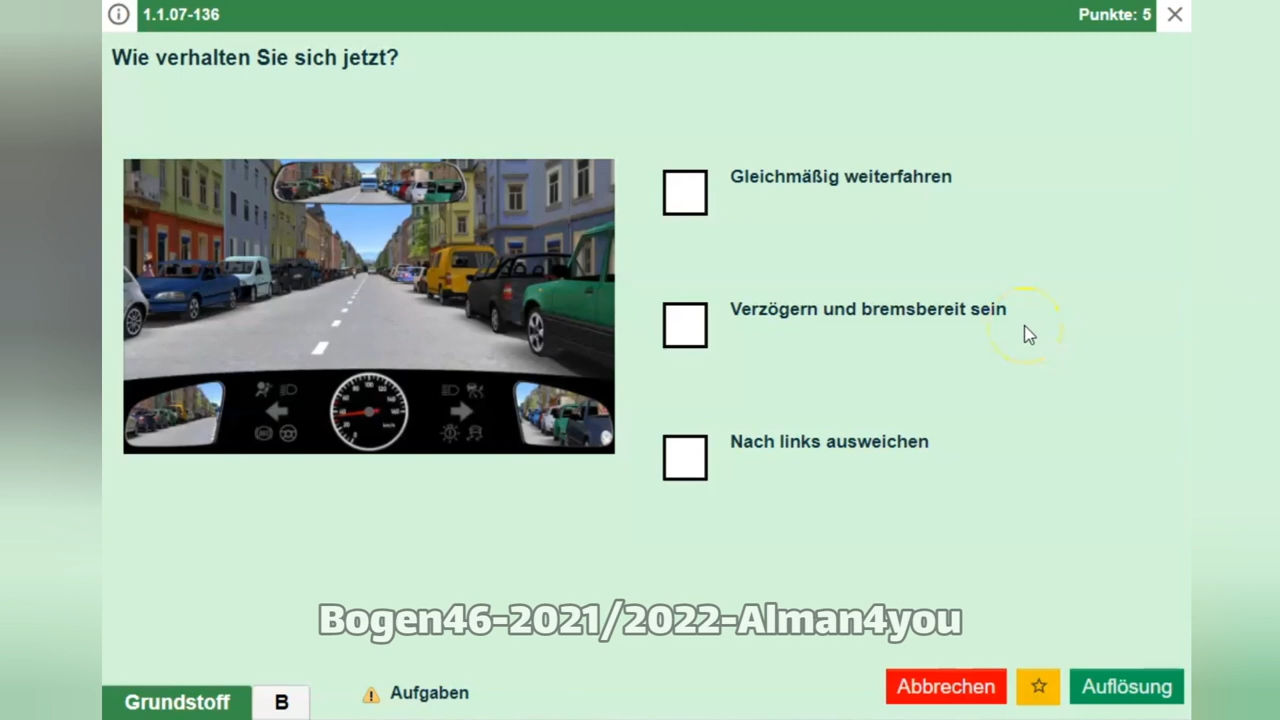 1.1.07-136
Punkte: 5
Wie verhalten Sie sich jetzt?
Gleichmäßig weiterfahren
Verzögern und bremsbereit sein
Nach links ausweichen
Bogen46-2021/2022-Alman4you
Grundstoff
B
Aufgaben
Abbrechen
Auflösung